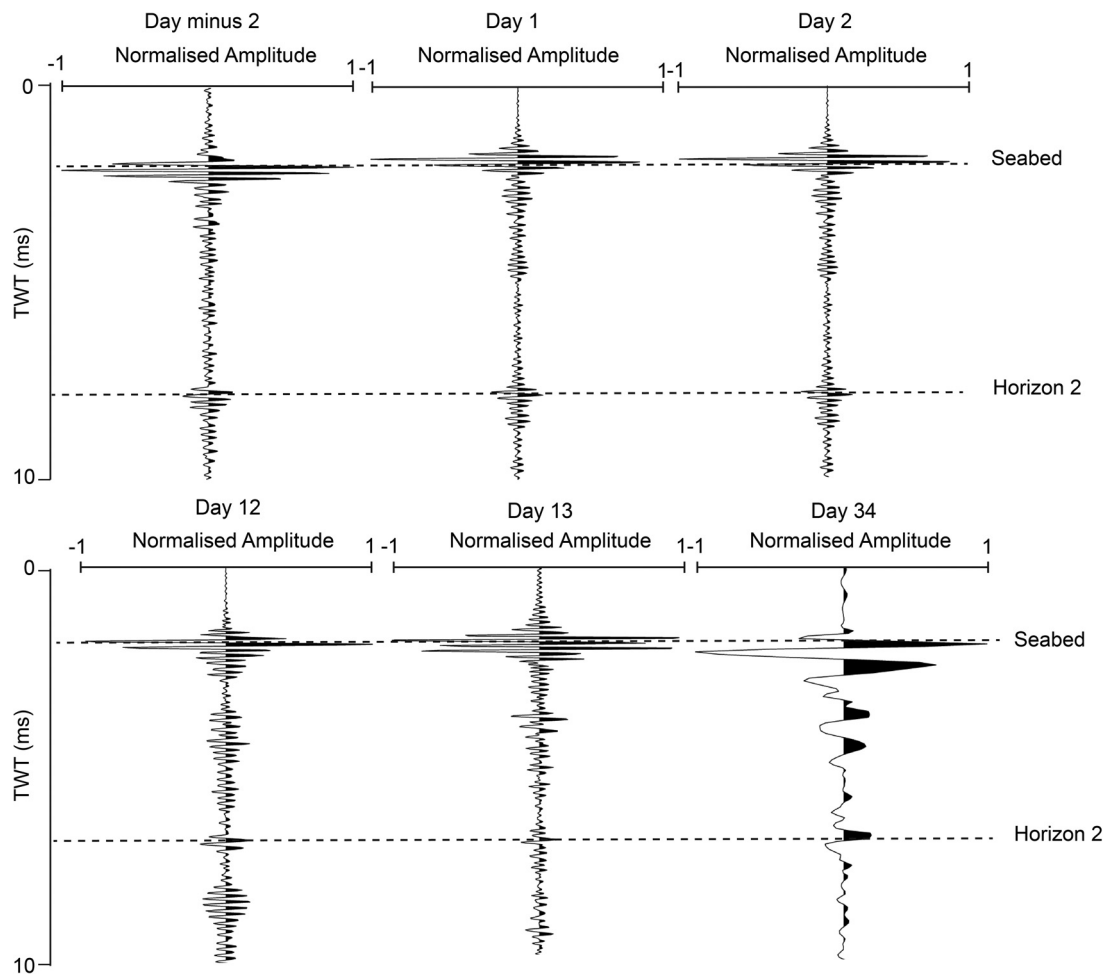 Day minus 2 Day 1 Day 2
Normalised Amplitude Normalised Amplitude Normalised Amplitude
-1 1 -1 1 -1 1
0
Seabed
TWT (ms)
Horizon 2
10
Day 12 Day 13 Day 34
Normalised Amplitude Normalised Amplitude Normalised Amplitude
-1 1 -1 1 -1 1
0
Seabed
TWT (ms)
Horizon 2
10